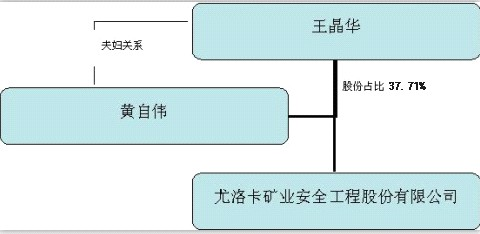 王晶华
夫妇关系
股份占比 37.71%
黄自伟
尤洛卡矿业安全工程股份有限公司